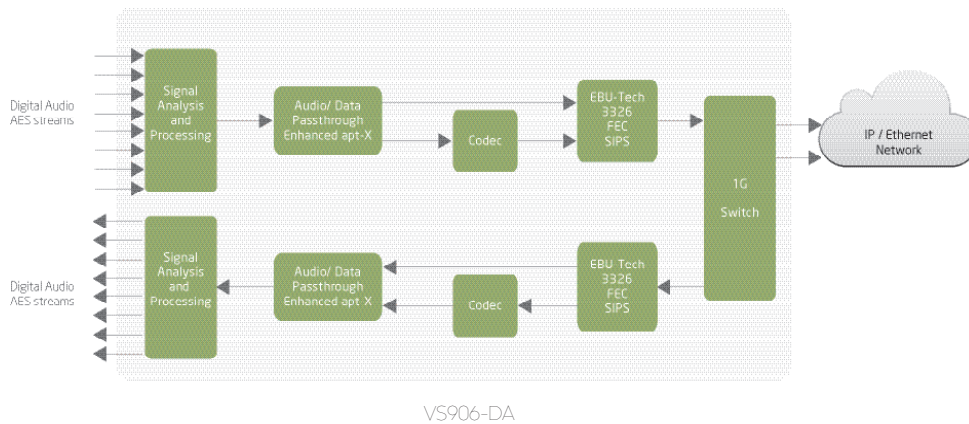 Digital Audio
AES streams
Signal
Analysis
and
Processing
Audio/ Data
Passthrough
Enhanced apt-X
Codec
EBU-Tech
3326
FEC
SIPS
1G
Switch
IP / Ethernet
Network
Digital Audio
AES streams
Signal
Analysis
and
Processing
Audio/ Data
Passthrough
Enhanced apt-X
Codec
EBU-Tech
3326
FEC
SIPS
VS906-DA